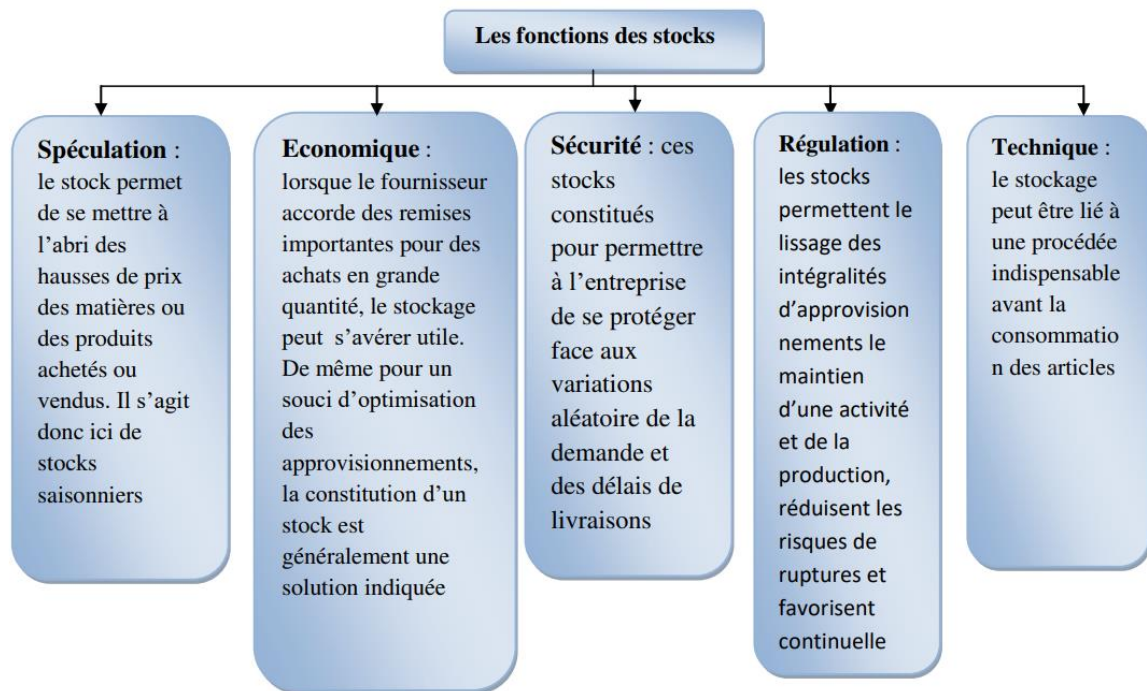 Les fonctions des stocks
Spéculation :
le stock permet
de se mettre à
l’abri des
hausses de prix
des matières ou
des produits
achetés ou
vendus. Il s’agit
donc ici de
stocks
saisonniers
Economique :
lorsque le fournisseur
accorde des remises
importantes pour des
achats en grande
quantité, le stockage
peut s’avérer utile.
De même pour un
souci d’optimisation
des
approvisionnements,
la constitution d’un
stock est
généralement une
solution indiquée
Sécurité : ces
stocks
constitués
pour permettre
à l’entreprise
de se protéger
face aux
variations
aléatoire de la
demande et
des délais de
livraisons
Régulation :
les stocks
permettent le
lissage des
intégralités
d’approvision
nements le
maintien
d’une activité
et de la
production,
réduisent les
risques de
ruptures et
favorisent
continuelle
Technique :
le stockage
peut être lié à
une procédée
indispensable
avant la
consommatio
n des articles